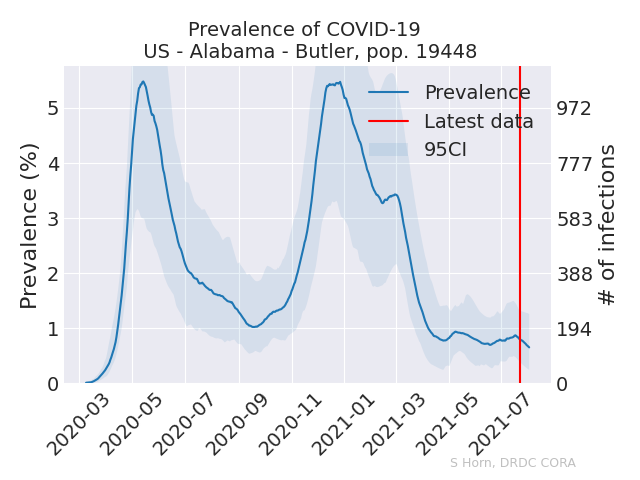 Prevalence of COVID-19
US - Alabama - Butler, pop. 19448
Prevalence
Latest data
95CI
Prevalence (%)
5
4
3
2
1
0
972
777
583
388
194
0
# of infections
2020-03
2020-05
2020-07
2020-09
2020-11
2021-01
2021-03
2021-05
2021-07
S Horn, DRDC CORA